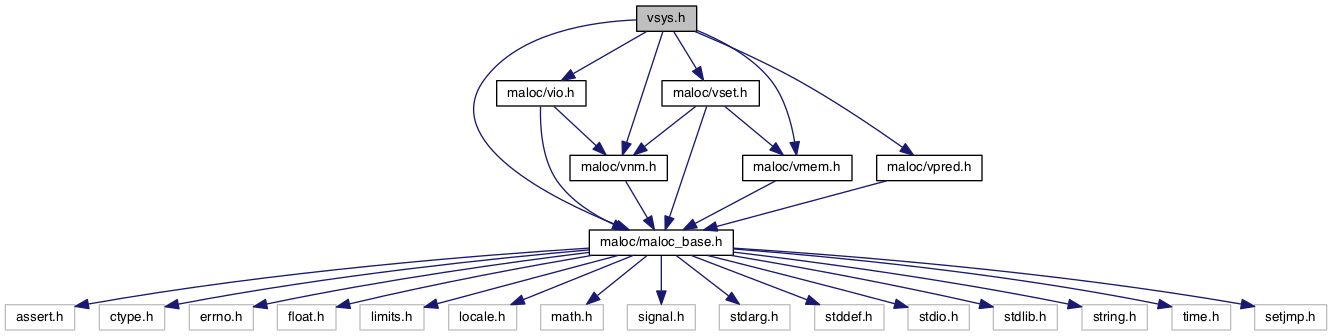 vsys.h
maloc/vio.h
maloc/vset.h
maloc/vnm.h
maloc/vmem.h
maloc/vpred.h
maloc/maloc_base.h
assert.h
ctype.h
errno.h
float.h
limits.h
locale.h
math.h
signal.h
stdarg.h
stddef.h
stdio.h
stdlib.h
string.h
time.h
setjmp.h